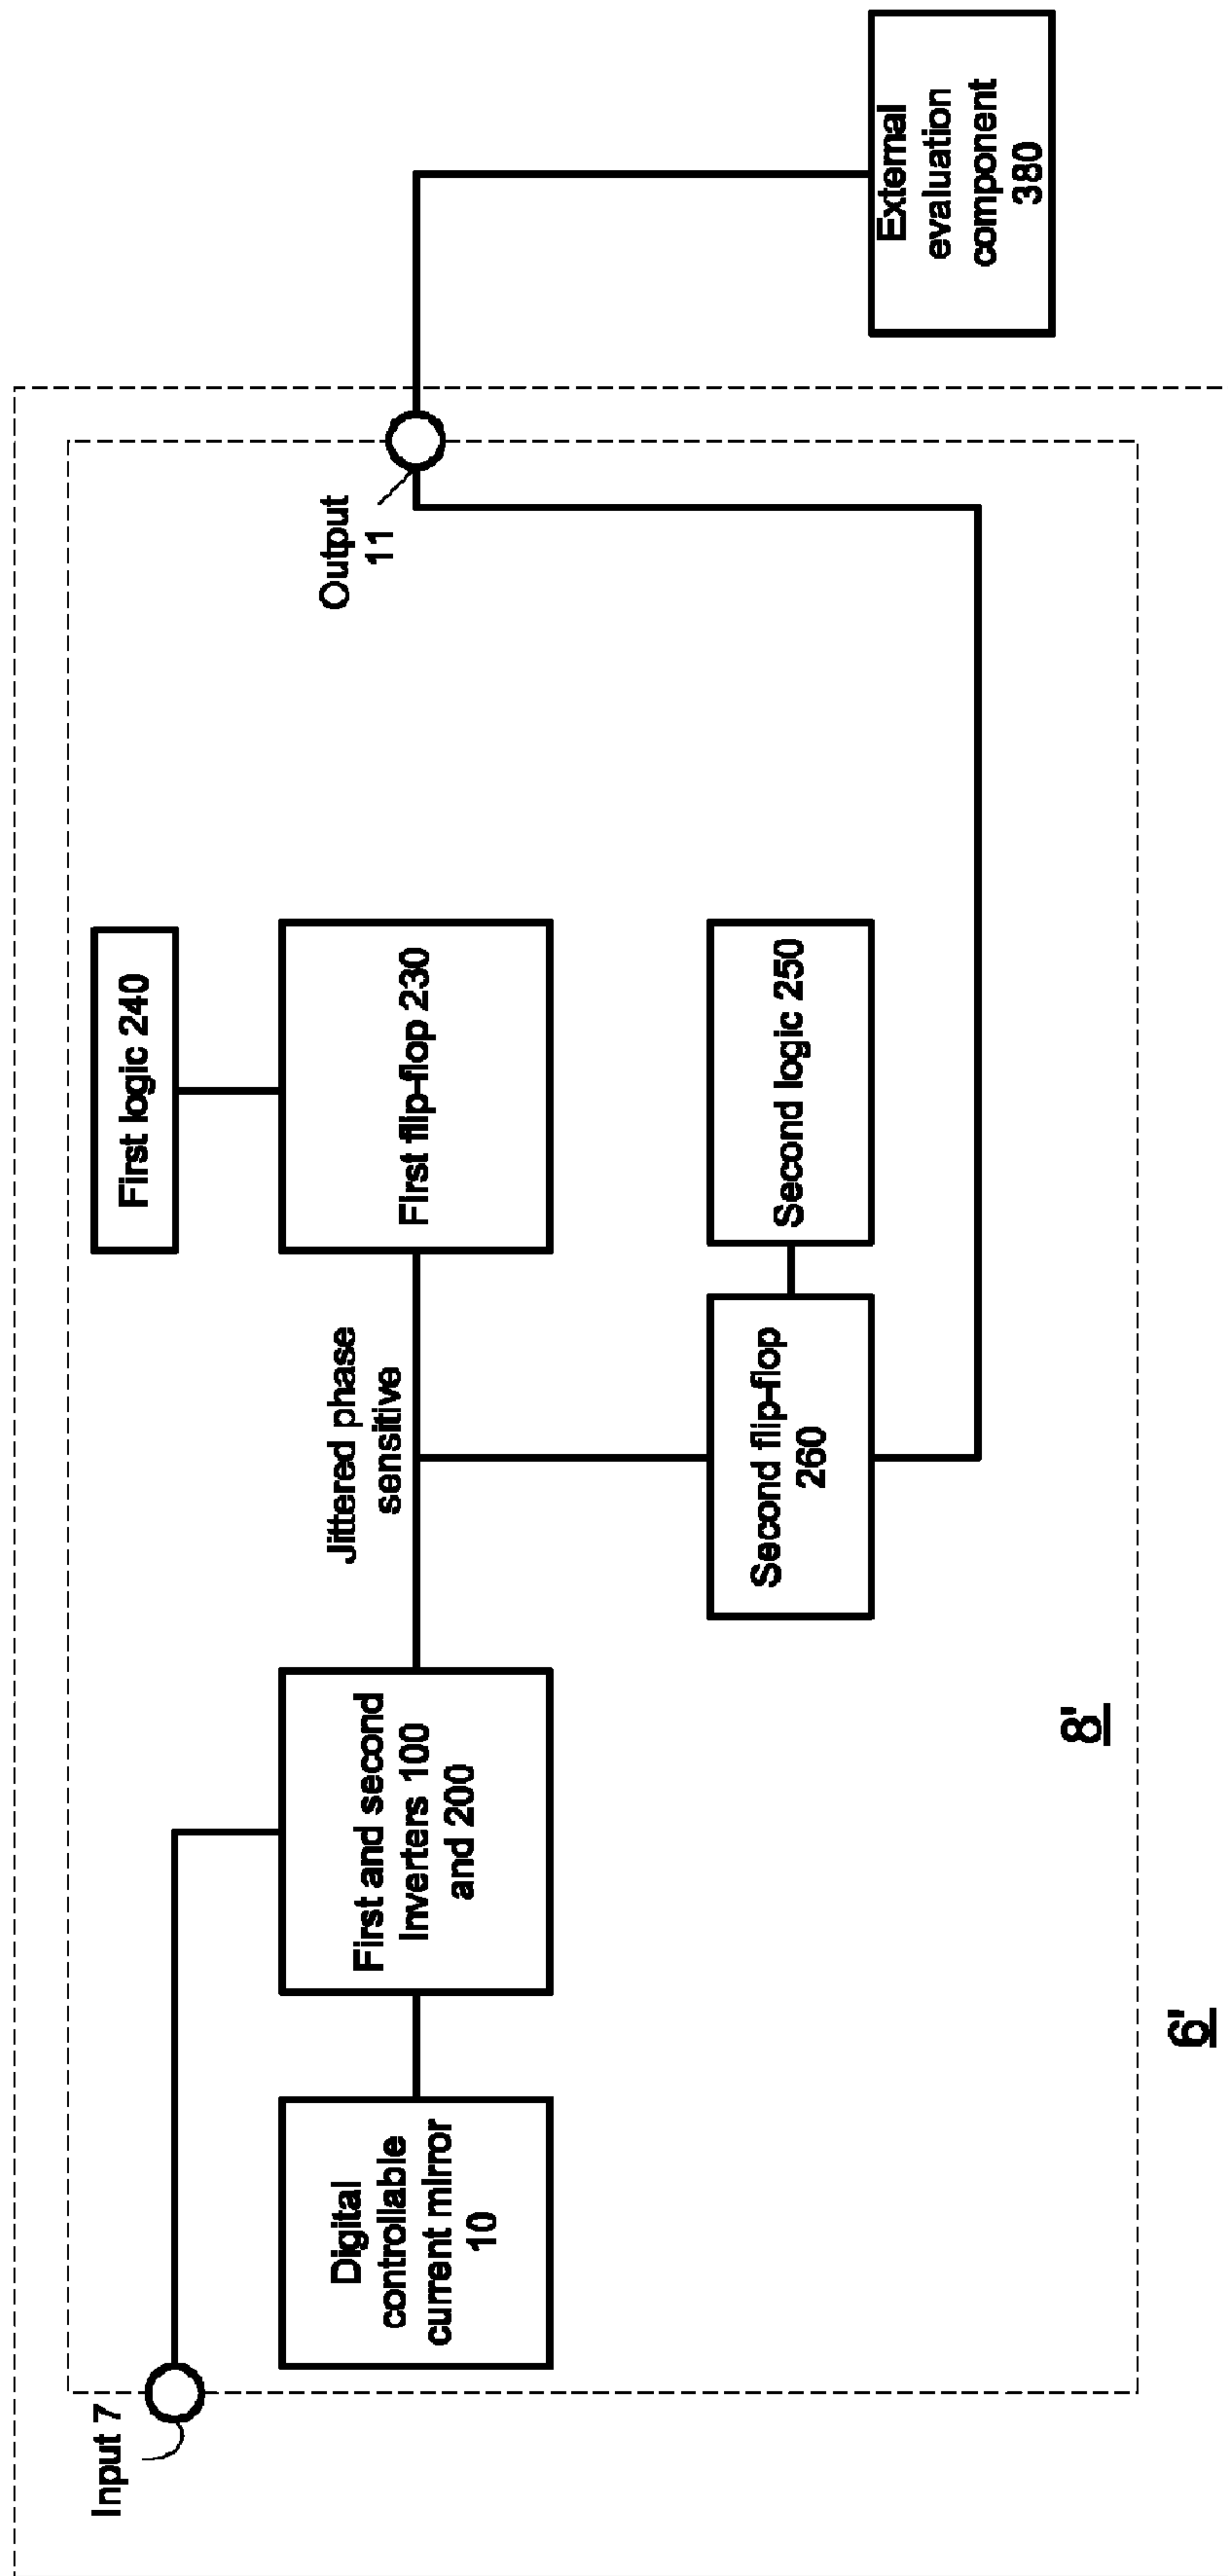 Input 7
Digital
controllable
current mirror
10
First and second
Inverters 100
and 200
Jittered phase
sensitive
First logic 240
First flip-flop 230
Second flip-flop
260
Second logic 250
Output
11
External
evaluation
component
380
8'
6'